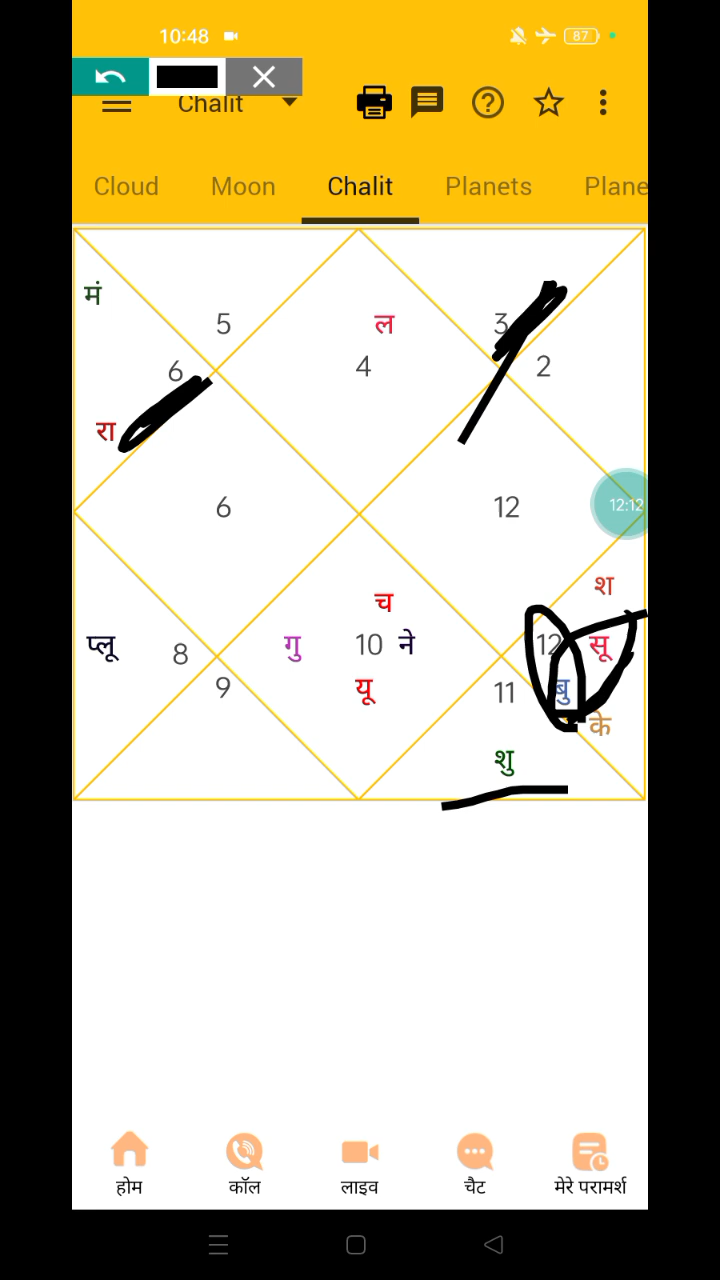 10:48 87
Chalit
Cloud Moon Chalit Planets Plane
मं
5 ल 3
6 4 2
रा
6 12 12:12
श
च
प्लू 8 गु 10 ने 12 सू
9 यू 11 बु
के
शु
होम कॉल लाइव चैट मेरे परामर्श